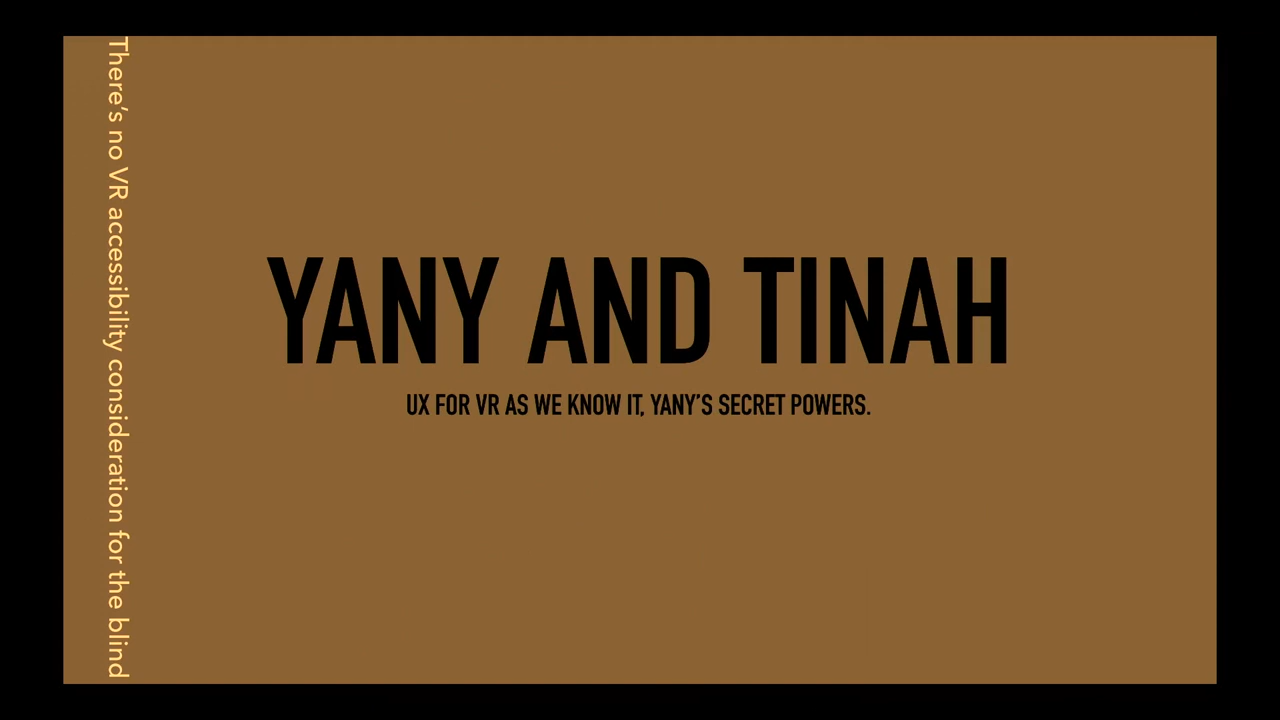 There's no VR accessibility consideration for the blind
YANY AND TINAH
UX FOR VR AS WE KNOW IT, YANY'S SECRET POWERS.